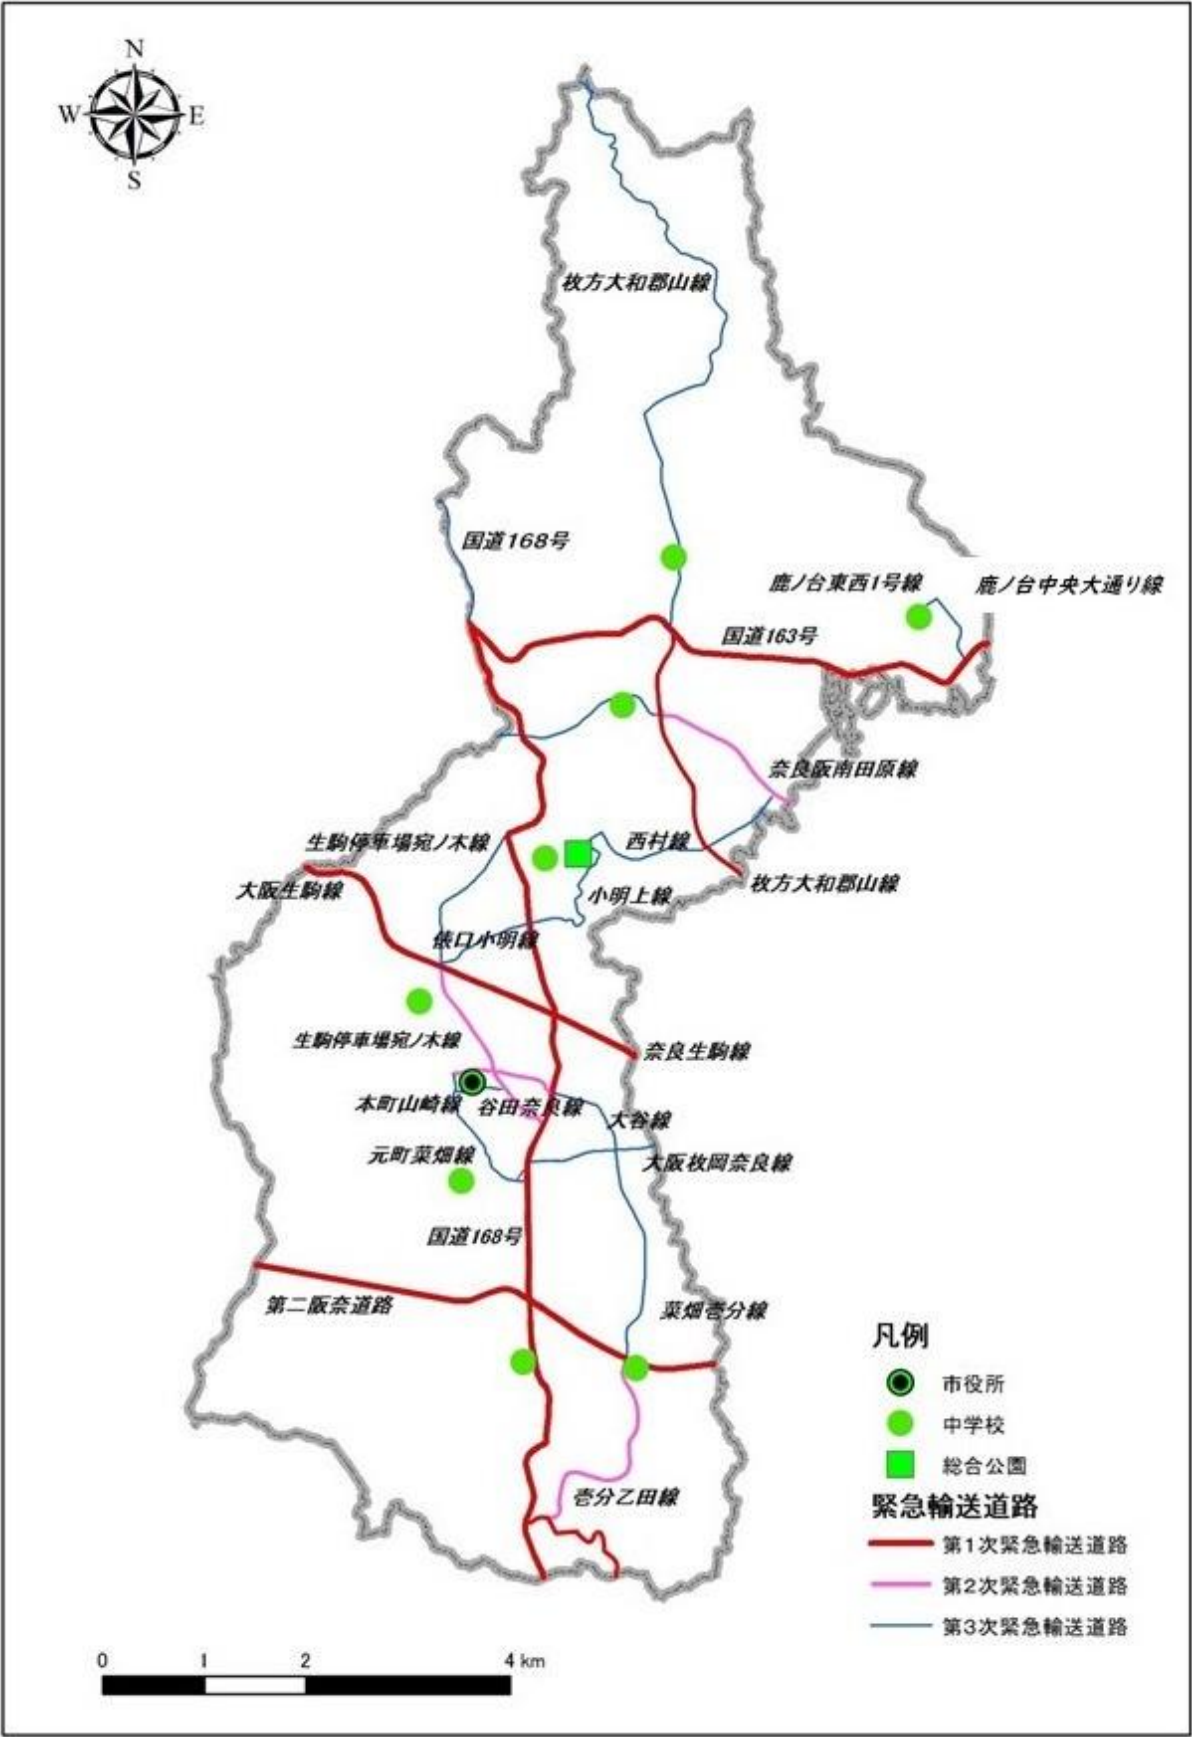 N
W E
S
枚方大和郡山線
国道168号
鹿ノ台東西1号線
鹿ノ台中央大通り線
国道163号
奈良阪南田原線
生駒停車場宛ノ木線
西村線
大阪生駒線
小明上線
枚方大和郡山線
俵口小明線
生駒停車場宛ノ木線
奈良生駒線
本町山崎線
谷田奈良線
大谷線
元町菜畑線
大阪枚岡奈良線
国道168号
第二阪奈道路
菜畑壱分線
壱分乙田線
凡例
市役所
中学校
総合公園
緊急輸送道路
第1次緊急輸送道路
第2次緊急輸送道路
第3次緊急輸送道路
0 1 2 4 km